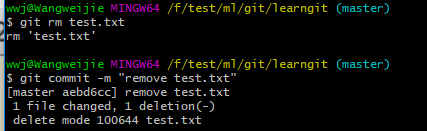 wwj@Wangweijie MINGW64 /f/test/ml/git/learngit (master)
$ git rm test.txt
rm 'test.txt'
wwj@Wangweijie MINGW64 /f/test/ml/git/learngit (master)
$ git commit -m "remove test.txt"
[master aebd6cc] remove test.txt
 1 file changed, 1 deletion(-)
 delete mode 100644 test.txt